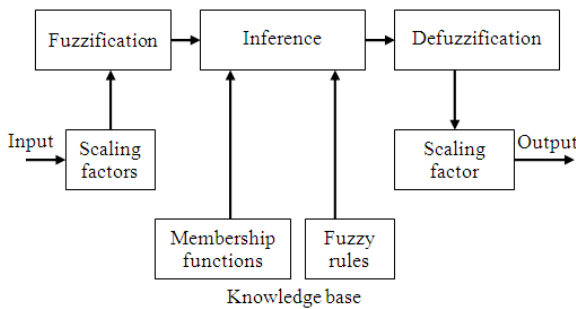 Fuzzification
Inference
Defuzzification
Input
Scaling
factors
Scaling
factor
Output
Membership
functions
Fuzzy
rules
Knowledge base